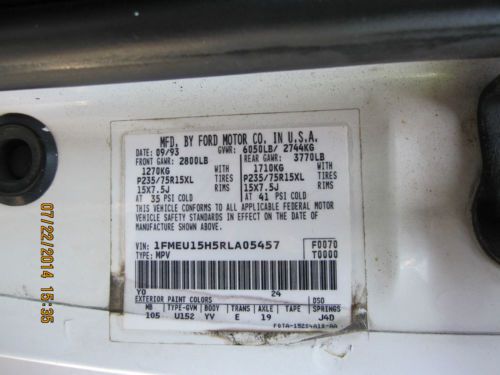 MFD. BY FORD MOTOR CO. IN U.S.A.
DATE: 09/93 GVWR: 6050LB/ 2744KG
FRONT GAWR: 2800LB REAR GAWR: 3770LB
1270KG WITH 1710KG WITH
P235/75R15XL TIRES P235/75R15XL TIRES
15X7.5J RIMS 15X7.5J RIMS
AT 35 PSI COLD AT 41 PSI COLD
THIS VEHICLE CONFORMS TO ALL APPLICABLE FEDERAL MOTOR
VEHICLE SAFETY STANDARDS IN EFFECT ON THE DATE OF
MANUFACTURE SHOWN ABOVE.
VIN: 1FMEU15H5RLA05457 F0070
TYPE: MPV T0000
YO 24
EXTERIOR PAINT COLORS DSO
WB TYPE-GVM BODY TRANS AXLE TAPE SPRINGS
105 U152 YV E 19 J4D
07/22/2014 15:35